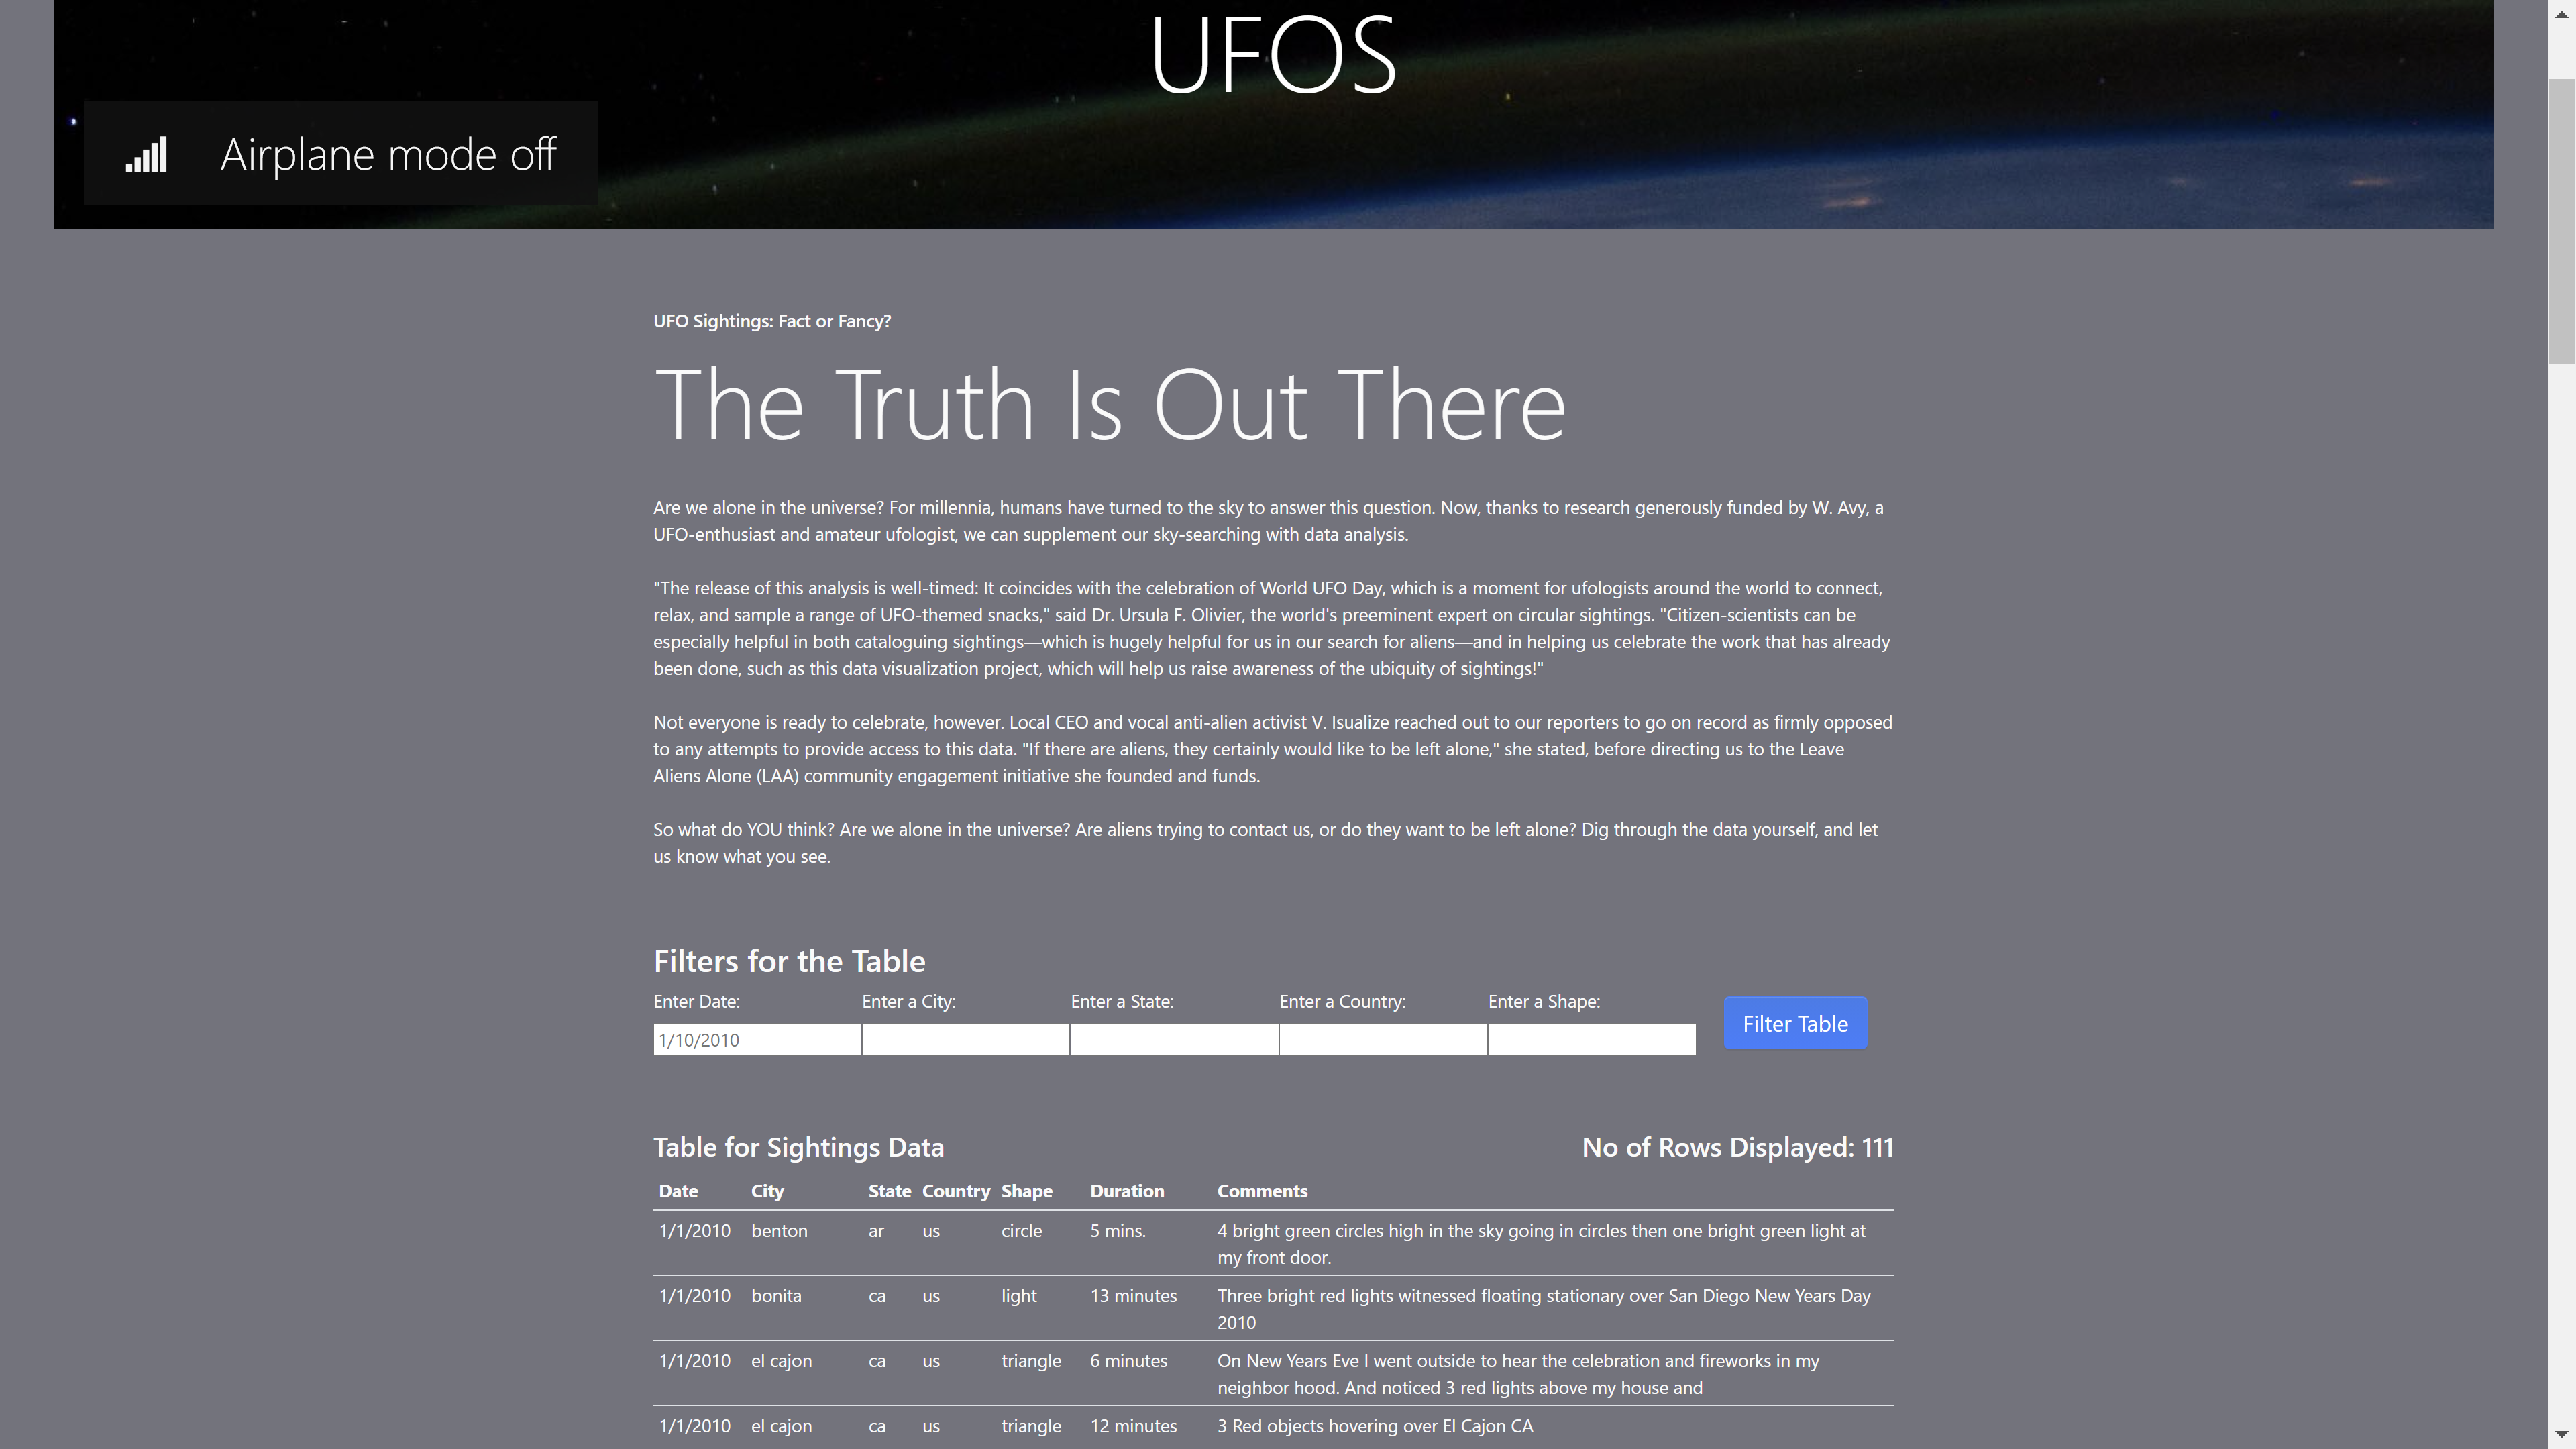 UFOS
Airplane mode off
UFO Sightings: Fact or Fancy?
The Truth Is Out There
Are we alone in the universe? For millennia, humans have turned to the sky to answer this question. Now, thanks to research generously funded by W. Avy, a
UFO-enthusiast and amateur ufologist, we can supplement our sky-searching with data analysis.
"The release of this analysis is well-timed: It coincides with the celebration of World UFO Day, which is a moment for ufologists around the world to connect,
relax, and sample a range of UFO-themed snacks," said Dr. Ursula F. Olivier, the world's preeminent expert on circular sightings. "Citizen-scientists can be
especially helpful in both cataloguing sightings—which is hugely helpful for us in our search for aliens—and in helping us celebrate the work that has already
been done, such as this data visualization project, which will help us raise awareness of the ubiquity of sightings!"
Not everyone is ready to celebrate, however. Local CEO and vocal anti-alien activist V. Isualize reached out to our reporters to go on record as firmly opposed
to any attempts to provide access to this data. "If there are aliens, they certainly would like to be left alone," she stated, before directing us to the Leave
Aliens Alone (LAA) community engagement initiative she founded and funds.
So what do YOU think? Are we alone in the universe? Are aliens trying to contact us, or do they want to be left alone? Dig through the data yourself, and let
us know what you see.
Filters for the Table
Enter Date: Enter a City: Enter a State: Enter a Country: Enter a Shape:
1/10/2010
Filter Table
Table for Sightings Data No of Rows Displayed: 111
Date City State Country Shape Duration Comments
1/1/2010 benton ar us circle 5 mins. 4 bright green circles high in the sky going in circles then one bright green light at
my front door.
1/1/2010 bonita ca us light 13 minutes Three bright red lights witnessed floating stationary over San Diego New Years Day
2010
1/1/2010 el cajon ca us triangle 6 minutes On New Years Eve I went outside to hear the celebration and fireworks in my
neighbor hood. And noticed 3 red lights above my house and
1/1/2010 el cajon ca us triangle 12 minutes 3 Red objects hovering over El Cajon CA